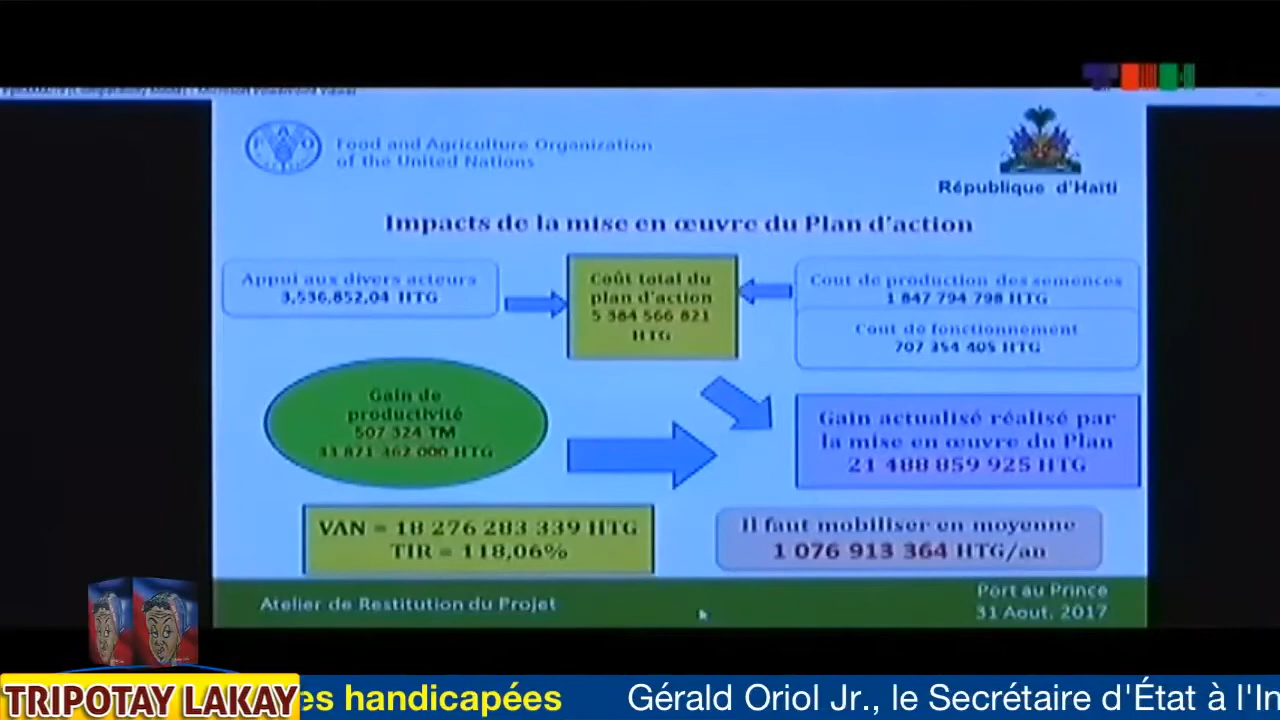 Food and Agriculture Organization
of the United Nations
République d'Haïti
Impacts de la mise en œuvre du Plan d'action
Appui aux divers acteurs
3,536,852,04 HTG
Coût total du
plan d'action
5 384 566 821
HTG
Cout de production des semences
1 847 794 798 HTG
Cout de fonctionnement
707 354 405 HTG
Gain de
productivité
507 324 TM
33 871 362 000 HTG
Gain actualisé réalisé par
la mise en œuvre du Plan
21 488 859 925 HTG
VAN = 18 276 283 339 HTG
TIR = 118,06%
Il faut mobiliser en moyenne
1 076 913 364 HTG/an
Atelier de Restitution du Projet
Port au Prince
31 Aout, 2017
TRIPOTAY LAKAY
es handicapées
Gérald Oriol Jr., le Secrétaire d'État à l'In